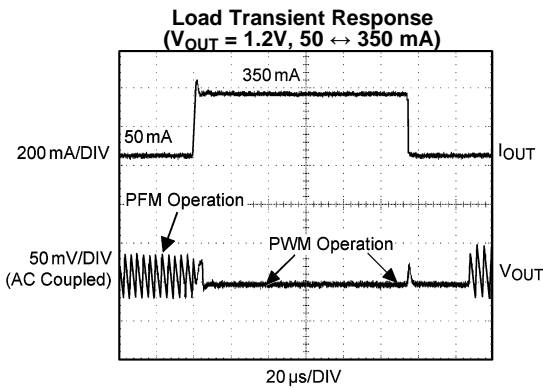 Load Transient Response
(VOUT = 1.2V, 50 ↔ 350 mA)
350 mA
50 mA
200 mA/DIV
IOUT
PFM Operation
50 mV/DIV
(AC Coupled)
PWM Operation
VOUT
20 µs/DIV